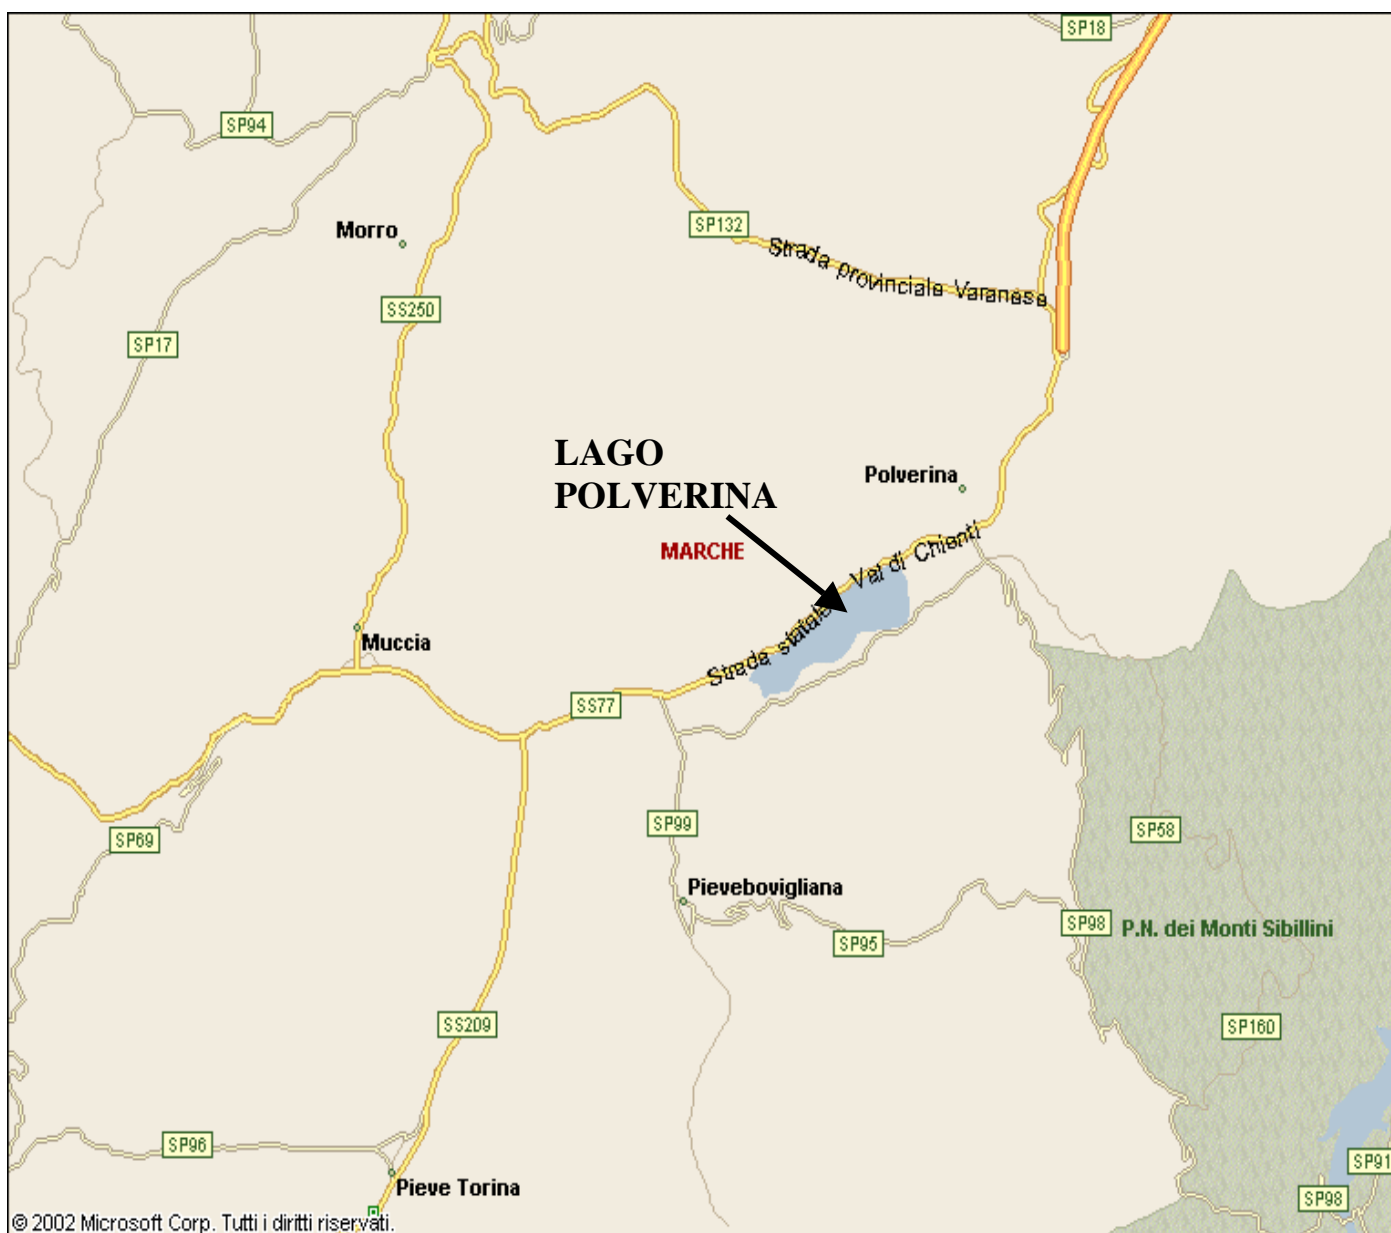 SP18
SP94
Morro
SP132
Strada provinciale Varanese
SS250
SP17
LAGO
POLVERINA
Polverina
MARCHE
Strada statale Val di Chienti
Muccia
SS77
SP99
SP58
SP69
Pievebovigliana
SP98
P.N. dei Monti Sibillini
SP95
SS209
SP160
SP96
SP91
Pieve Torina
SP98
© 2002 Microsoft Corp. Tutti i diritti riservati.